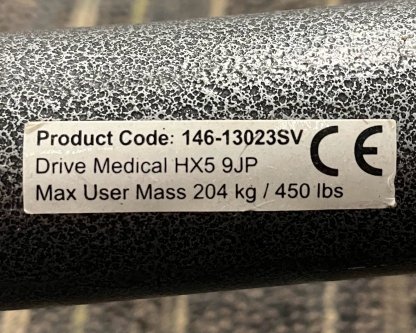 Product Code: 146-13023SV
Drive Medical HX5 9JP
Max User Mass 204 kg / 450 lbs
CE